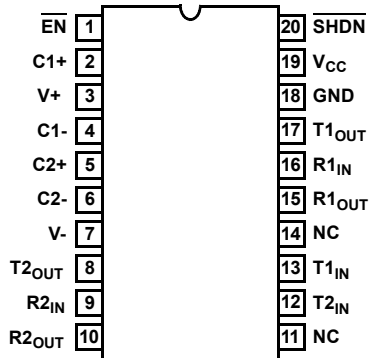 EN 1 20 SHDN
C1+ 2 19 VCC
V+ 3 18 GND
C1- 4 17 T1OUT
C2+ 5 16 R1IN
C2- 6 15 R1OUT
V- 7 14 NC
T2OUT 8 13 T1IN
R2IN 9 12 T2IN
R2OUT 10 11 NC